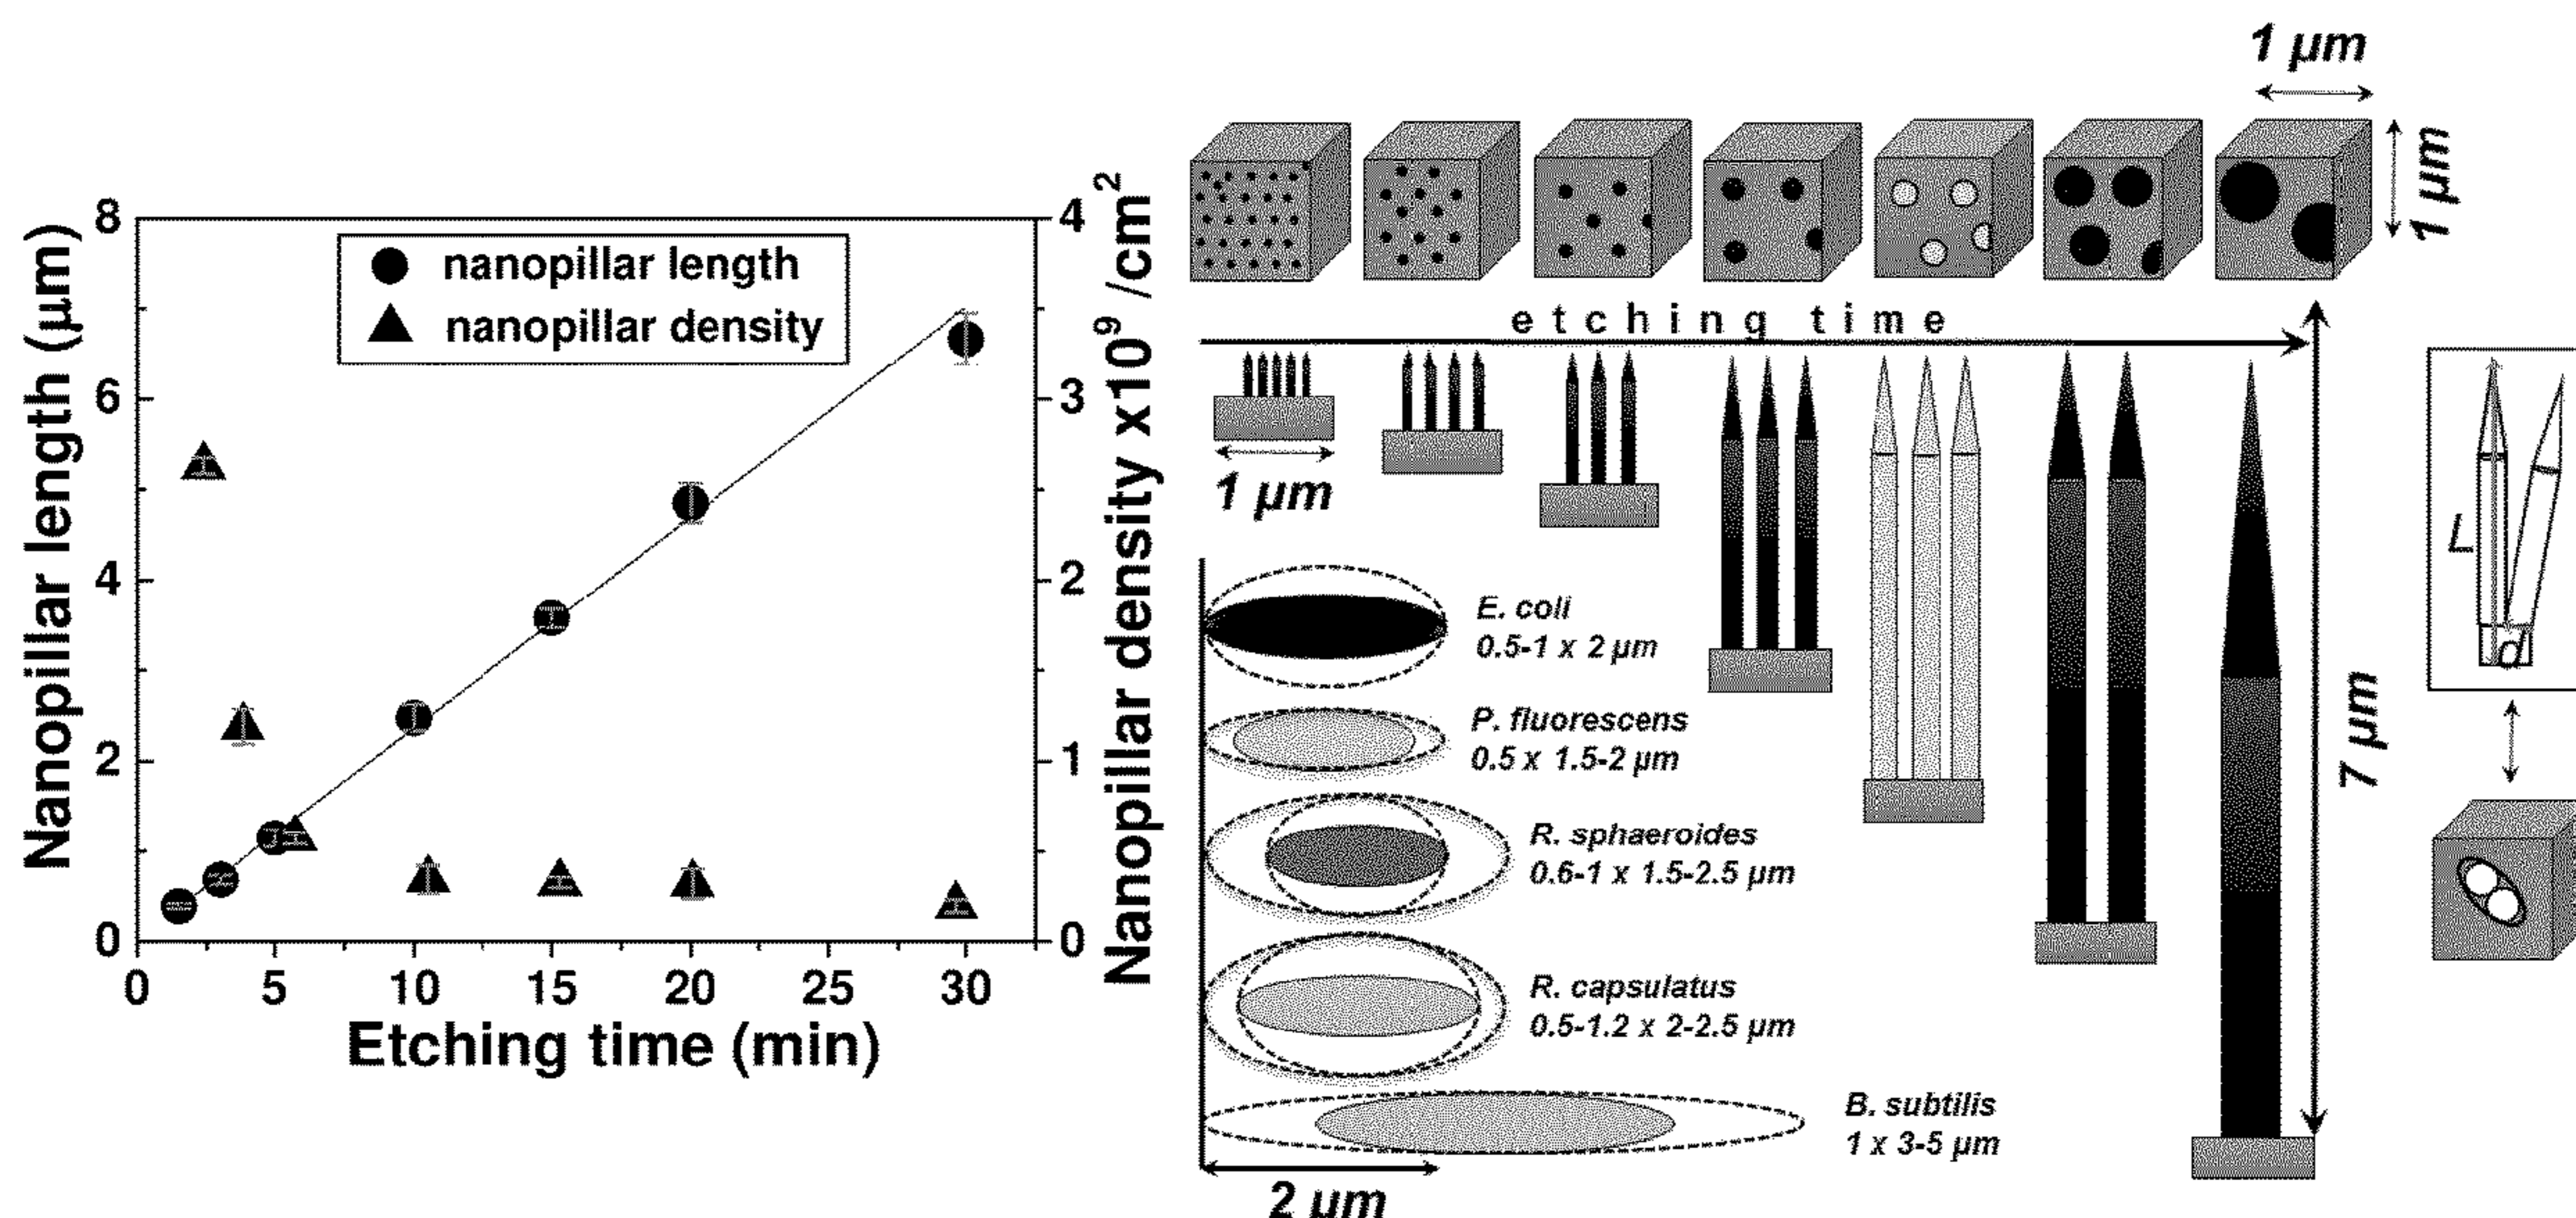 Nanopillar length (μm)
8
6
4
2
0
nanopillar length
nanopillar density
0 5 10 15 20 25 30
Etching time (min)
4
3
2
1
0
Nanopillar density x10⁹ /cm²
1 μm
1 μm
etching time
1 μm
E. coli
0.5-1 x 2 μm
P. fluorescens
0.5 x 1.5-2 μm
R. sphaeroides
0.6-1 x 1.5-2.5 μm
R. capsulatus
0.5-1.2 x 2-2.5 μm
B. subtilis
1 x 3-5 μm
2 μm
7 μm
L
d